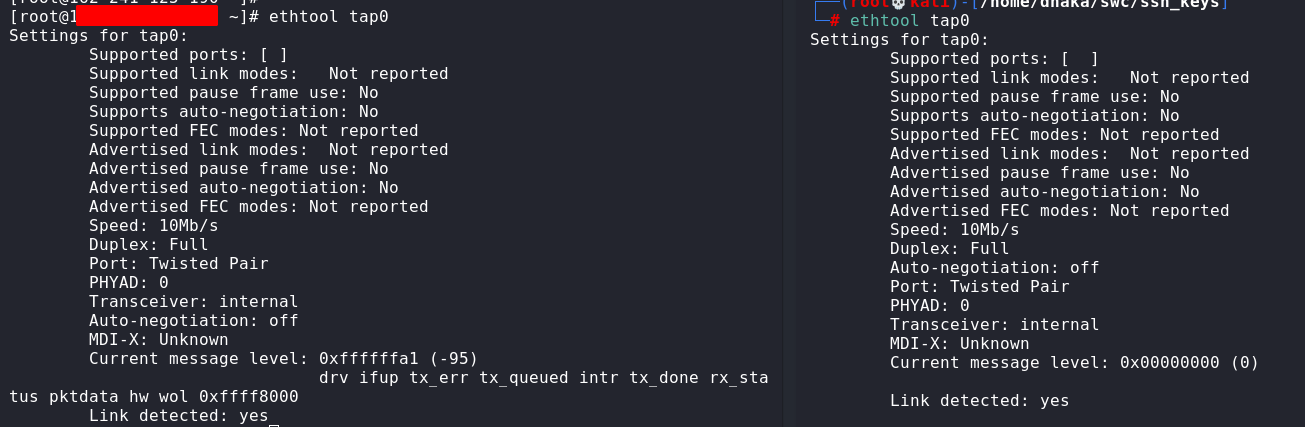 [root@1 ~]# ethtool tap0
Settings for tap0:
Supported ports: [ ]
Supported link modes: Not reported
Supported pause frame use: No
Supports auto-negotiation: No
Supported FEC modes: Not reported
Advertised link modes: Not reported
Advertised pause frame use: No
Advertised auto-negotiation: No
Advertised FEC modes: Not reported
Speed: 10Mb/s
Duplex: Full
Port: Twisted Pair
PHYAD: 0
Transceiver: internal
Auto-negotiation: off
MDI-X: Unknown
Current message level: 0xffffffa1 (-95)
drv ifup tx_err tx_queued intr tx_done rx_sta
tus pktdata hw wol 0xffff8000
Link detected: yes
(root💀kali)-[/home/dhaka/swc/ssh_keys]
# ethtool tap0
Settings for tap0:
Supported ports: [ ]
Supported link modes: Not reported
Supported pause frame use: No
Supports auto-negotiation: No
Supported FEC modes: Not reported
Advertised link modes: Not reported
Advertised pause frame use: No
Advertised auto-negotiation: No
Advertised FEC modes: Not reported
Speed: 10Mb/s
Duplex: Full
Auto-negotiation: off
Port: Twisted Pair
PHYAD: 0
Transceiver: internal
MDI-X: Unknown
Current message level: 0x00000000 (0)
Link detected: yes